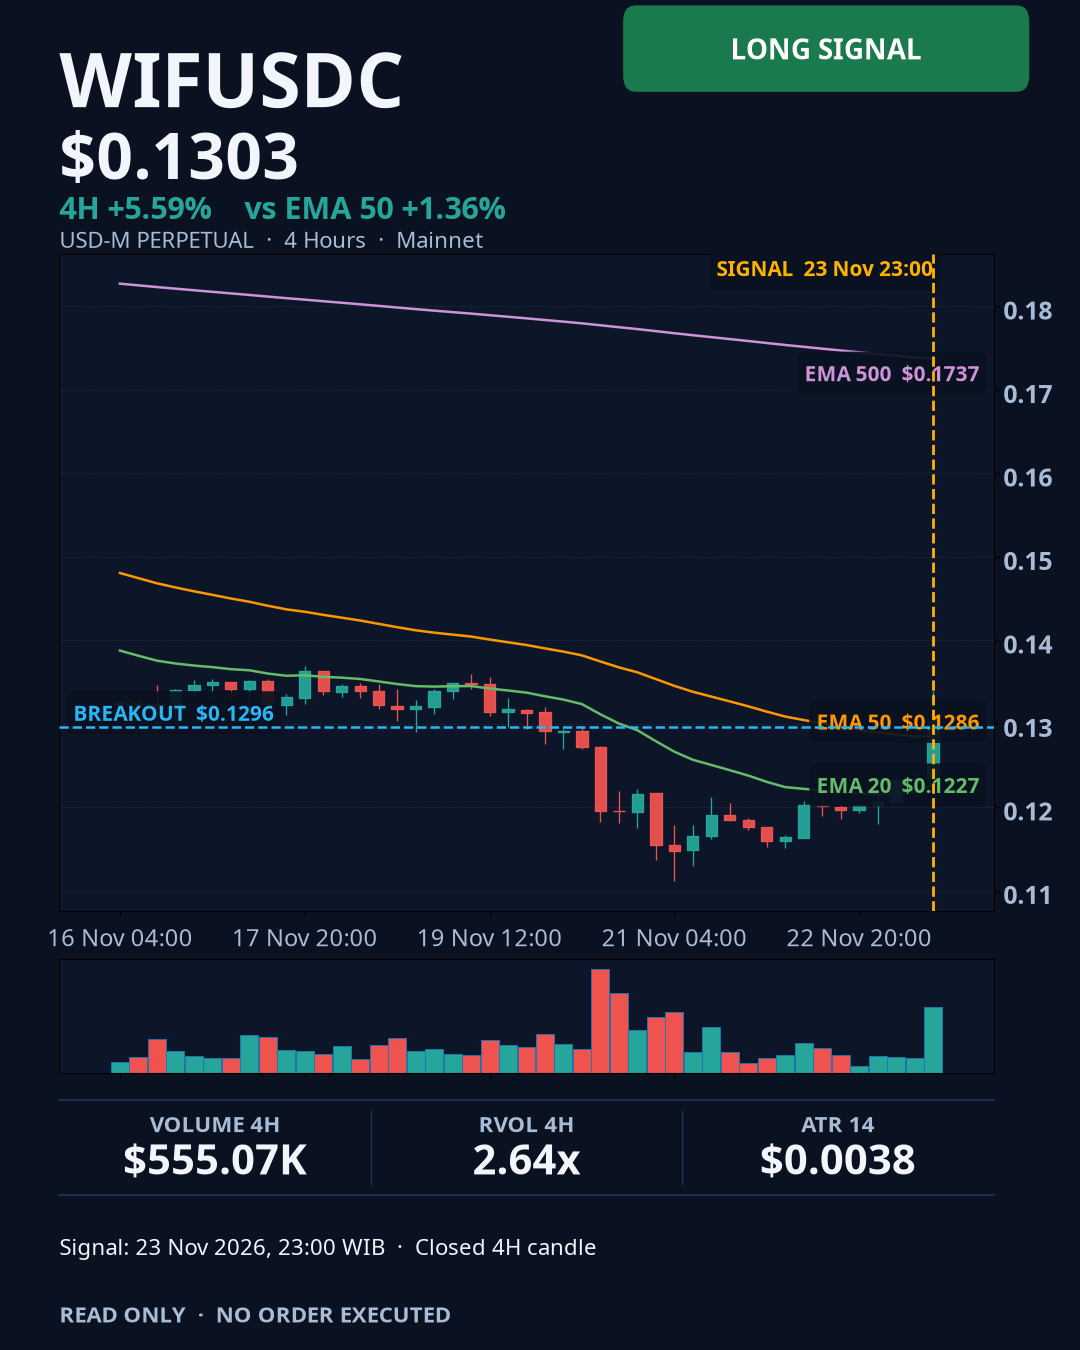 LONG SIGNAL
WIFUSDC
$0.1303
4H +5.59% vs EMA 50 +1.36%
USD-M PERPETUAL · 4 Hours · Mainnet
SIGNAL 23 Nov 23:00
0.18
EMA 500 $0.1737
0.17
0.16
0.15
0.14
BREAKOUT $0.1296
EMA 50 $0.1286
0.13
EMA 20 $0.1227
0.12
0.11
16 Nov 04:00 17 Nov 20:00 19 Nov 12:00 21 Nov 04:00 22 Nov 20:00
VOLUME 4H RVOL 4H ATR 14
$555.07K 2.64x $0.0038
Signal: 23 Nov 2026, 23:00 WIB · Closed 4H candle
READ ONLY · NO ORDER EXECUTED